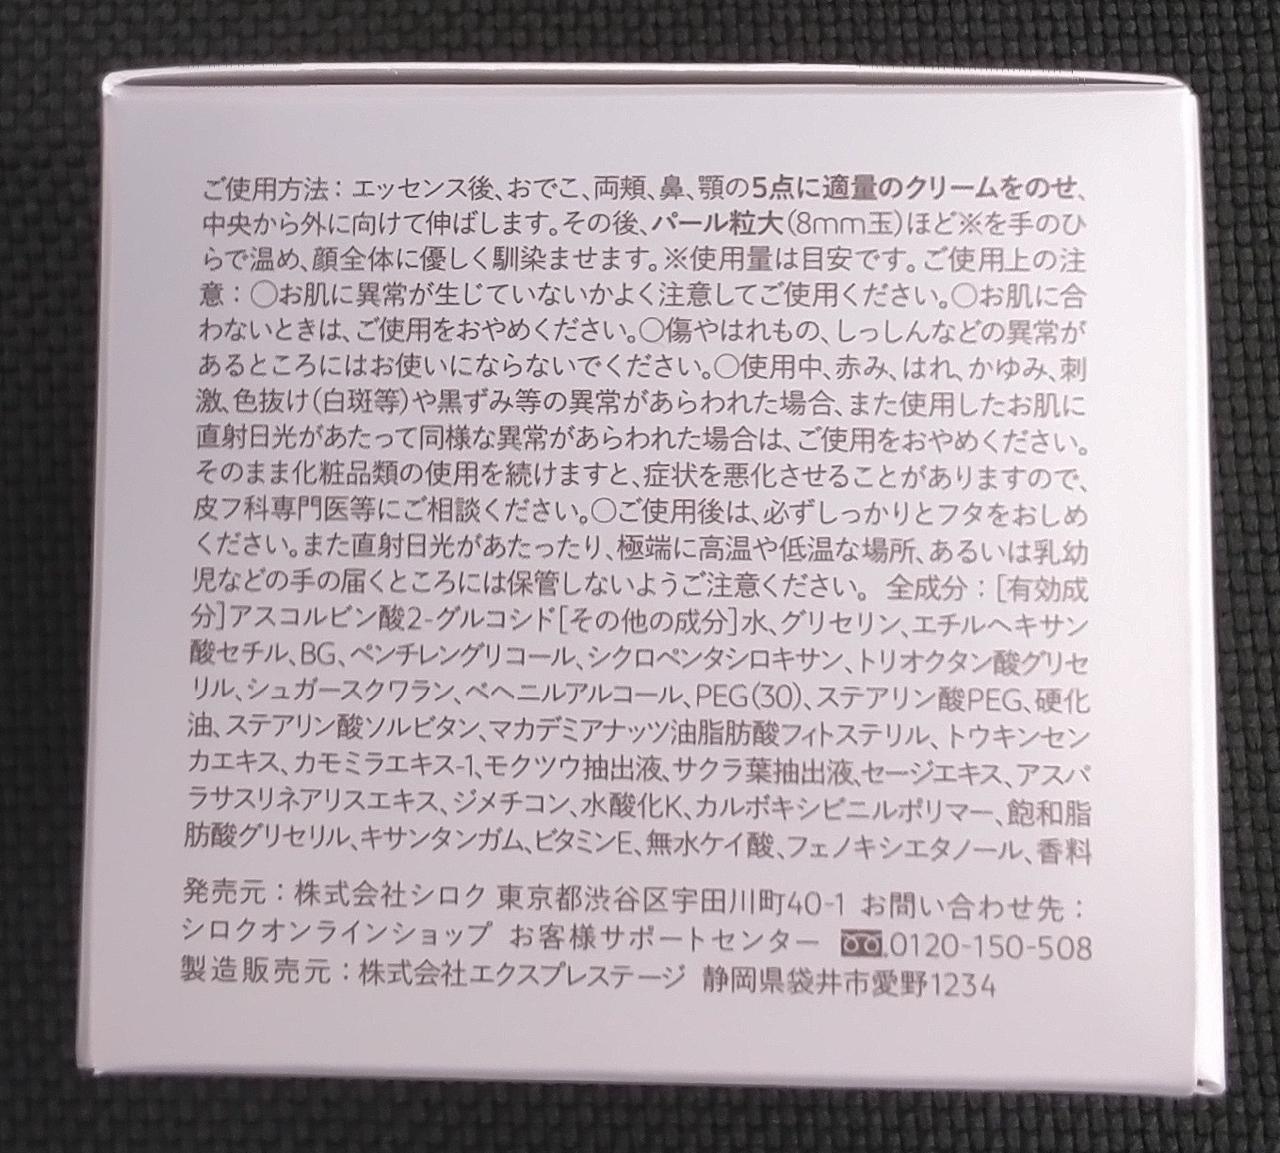 ご使用方法：エッセンス後、おでこ、両頬、鼻、顎の5点に適量のクリームをのせ、
中央から外に向けて伸ばします。その後、パール粒大(8mm玉)ほど※を手のひ
らで温め、顔全体に優しく馴染ませます。※使用量は目安です。ご使用上の注
意：○お肌に異常が生じていないかよく注意してご使用ください。○お肌に合
わないときは、ご使用をおやめください。○傷やはれもの、しっしんなどの異常が
あるところにはお使いにならないでください。○使用中、赤み、はれ、かゆみ、刺
激、色抜け(白斑等)や黒ずみ等の異常があらわれた場合、また使用したお肌に
直射日光があたって同様な異常があらわれた場合は、ご使用をおやめください。
そのまま化粧品類の使用を続けますと、症状を悪化させることがありますので、
皮フ科専門医等にご相談ください。○ご使用後は、必ずしっかりとフタをおしめ
ください。また直射日光があたったり、極端に高温や低温な場所、あるいは乳幼
児などの手の届くところには保管しないようご注意ください。 全成分：[有効成
分]アスコルビン酸2-グルコシド[その他の成分]水、グリセリン、エチルヘキサン
酸セチル、BG、ペンチレングリコール、シクロペンタシロキサン、トリオクタン酸グリセ
リル、シュガースクワラン、ベヘニルアルコール、PEG(30)、ステアリン酸PEG、硬化
油、ステアリン酸ソルビタン、マカデミアナッツ油脂肪酸フィトステリル、トウキンセン
カエキス、カモミラエキス-1、モクツウ抽出液、サクラ葉抽出液、セージエキス、アスパ
ラサスリネアリスエキス、ジメチコン、水酸化K、カルボキシビニルポリマー、飽和脂
肪酸グリセリル、キサンタンガム、ビタミンE、無水ケイ酸、フェノキシエタノール、香料
発売元：株式会社シロク 東京都渋谷区宇田川町40-1 お問い合わせ先：
シロクオンラインショップ お客様サポートセンター 0120-150-508
製造販売元：株式会社エクスプレステージ 静岡県袋井市愛野1234